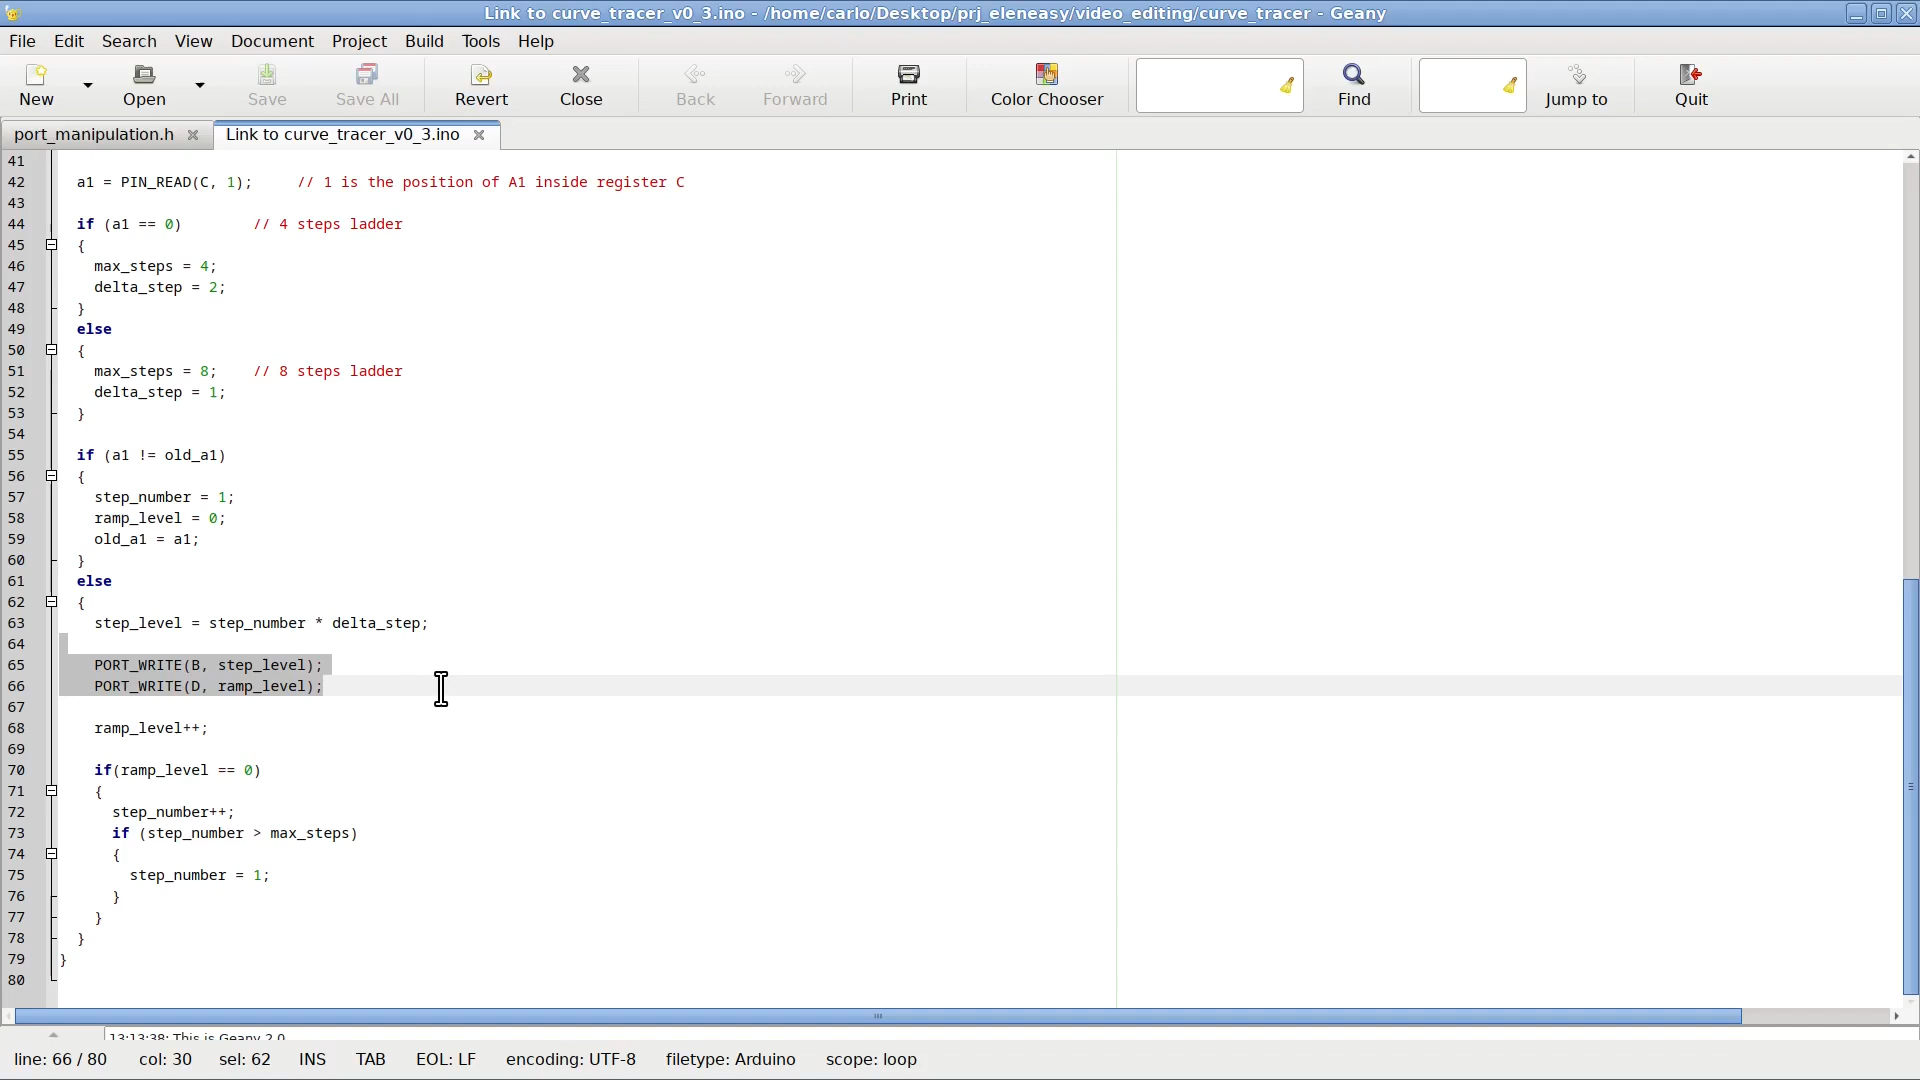 Link to curve_tracer_v0_3.ino - /home/carlo/Desktop/prj_eleneasy/video_editing/curve_tracer - Geany
File Edit Search View Document Project Build Tools Help
New Open Save Save All Revert Close Back Forward Print Color Chooser Find Jump to Quit
port_manipulation.h Link to curve_tracer_v0_3.ino
41
42 a1 = PIN_READ(C, 1); // 1 is the position of A1 inside register C
43
44 if (a1 == 0) // 4 steps ladder
45 {
46 max_steps = 4;
47 delta_step = 2;
48 }
49 else
50 {
51 max_steps = 8; // 8 steps ladder
52 delta_step = 1;
53 }
54
55 if (a1 != old_a1)
56 {
57 step_number = 1;
58 ramp_level = 0;
59 old_a1 = a1;
60 }
61 else
62 {
63 step_level = step_number * delta_step;
64
65 PORT_WRITE(B, step_level);
66 PORT_WRITE(D, ramp_level);
67
68 ramp_level++;
69
70 if(ramp_level == 0)
71 {
72 step_number++;
73 if (step_number > max_steps)
74 {
75 step_number = 1;
76 }
77 }
78 }
79 }
80
13:13:38: This is Geany 2.0.
line: 66 / 80 col: 30 sel: 62 INS TAB EOL: LF encoding: UTF-8 filetype: Arduino scope: loop